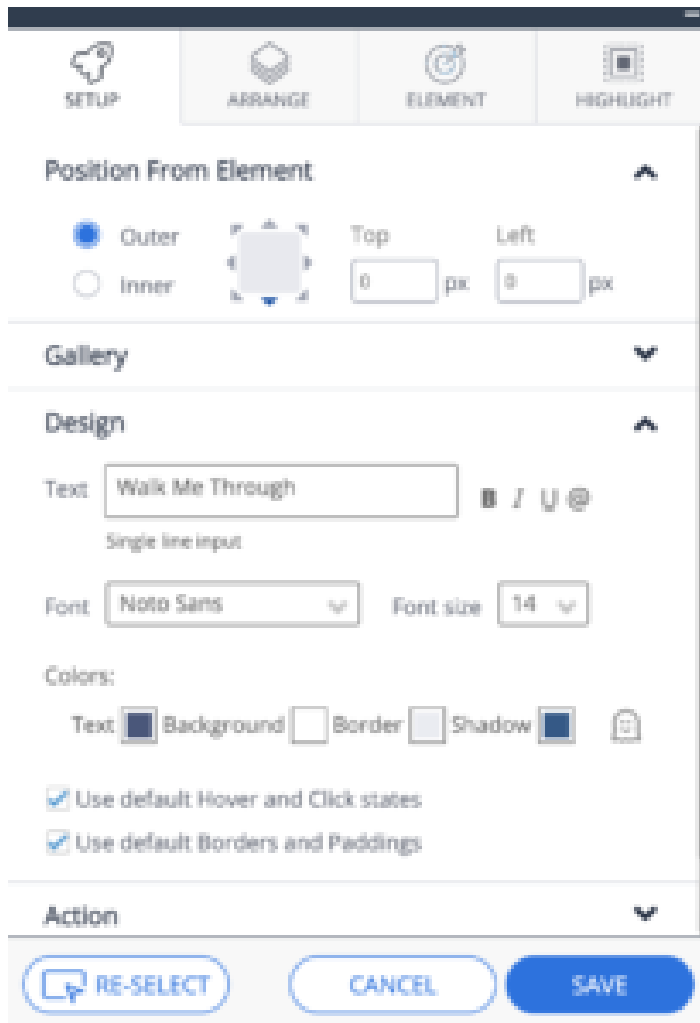 SETUP ARRANGE ELEMENT HIGHLIGHT
Position From Element
Outer Top Left
Inner 0 px 0 px
Gallery
Design
Text Walk Me Through B I U @
Single line input
Font Noto Sans Font size 14
Colors:
Text Background Border Shadow
Use default Hover and Click states
Use default Borders and Paddings
Action
RE-SELECT CANCEL SAVE